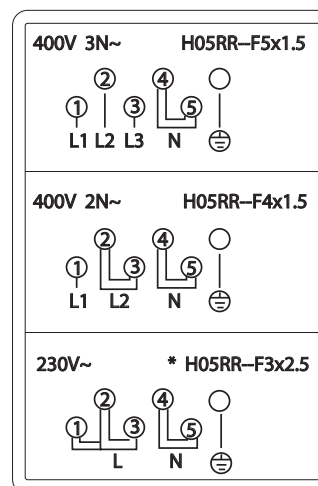 400V 3N~ H05RR--F5x1.5
2 4
1 3 5
L1 L2 L3 N
400V 2N~ H05RR--F4x1.5
2 4
1 3 5
L1 L2 N
230V~ * H05RR--F3x2.5
2 4
1 3 5
L N